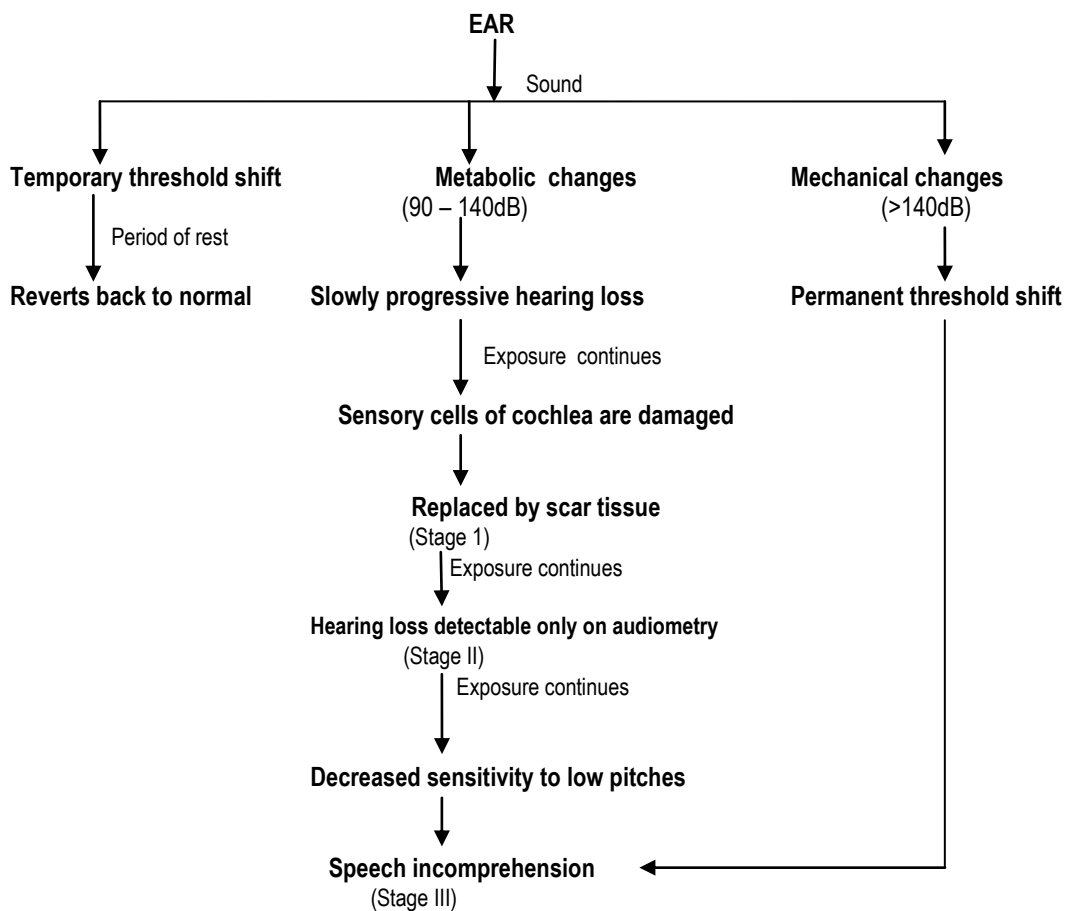 EAR
Sound
Temporary threshold shift
Metabolic changes
(90 – 140dB)
Mechanical changes
(>140dB)
Period of rest
Reverts back to normal
Slowly progressive hearing loss
Permanent threshold shift
Exposure continues
Sensory cells of cochlea are damaged
Replaced by scar tissue
(Stage 1)
Exposure continues
Hearing loss detectable only on audiometry
(Stage II)
Exposure continues
Decreased sensitivity to low pitches
Speech incomprehension
(Stage III)